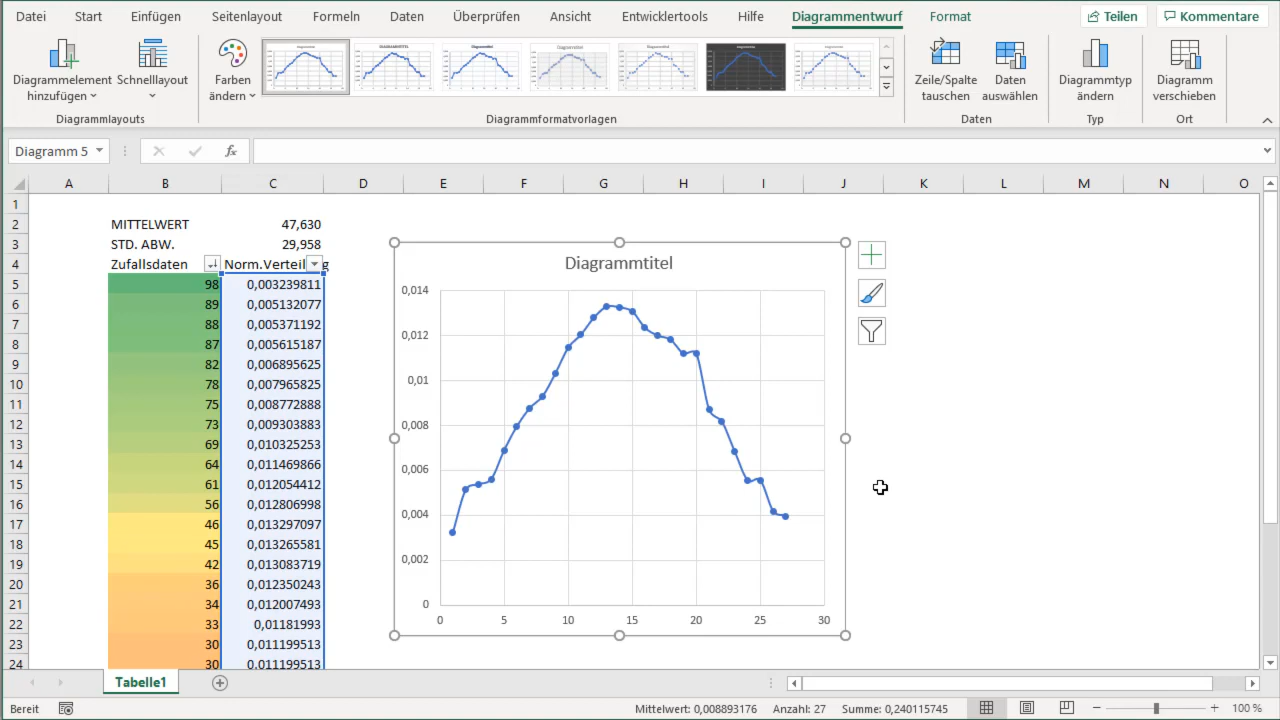 Datei Start Einfügen Seitenlayout Formeln Daten Überprüfen Ansicht Entwicklertools Hilfe Diagrammentwurf Format Teilen Kommentare
Diagrammelement hinzufügen
Schnelllayout
Farben ändern
Zeile/Spalte tauschen
Daten auswählen
Diagrammtyp ändern
Diagramm verschieben
Diagrammlayouts Diagrammformatvorlagen Daten Typ Ort
Diagramm 5 fx
A B C D E F G H I J K L M N O
1
2 MITTELWERT 47,630
3 STD. ABW. 29,958
4 Zufallsdaten Norm.Verteil g
5 98 0,003239811
6 89 0,005132077
7 88 0,005371192
8 87 0,005615187
9 82 0,006895625
10 78 0,007965825
11 75 0,008772888
12 73 0,009303883
13 69 0,010325253
14 64 0,011469866
15 61 0,012054412
16 56 0,012806998
17 46 0,013297097
18 45 0,013265581
19 42 0,013083719
20 36 0,012350243
21 34 0,012007493
22 33 0,01181993
23 30 0,011199513
24 30 0,011199513
Diagrammtitel
0,014
0,012
0,01
0,008
0,006
0,004
0,002
0
0 5 10 15 20 25 30
Tabelle1
Bereit Mittelwert: 0,008893176 Anzahl: 27 Summe: 0,240115745 100 %